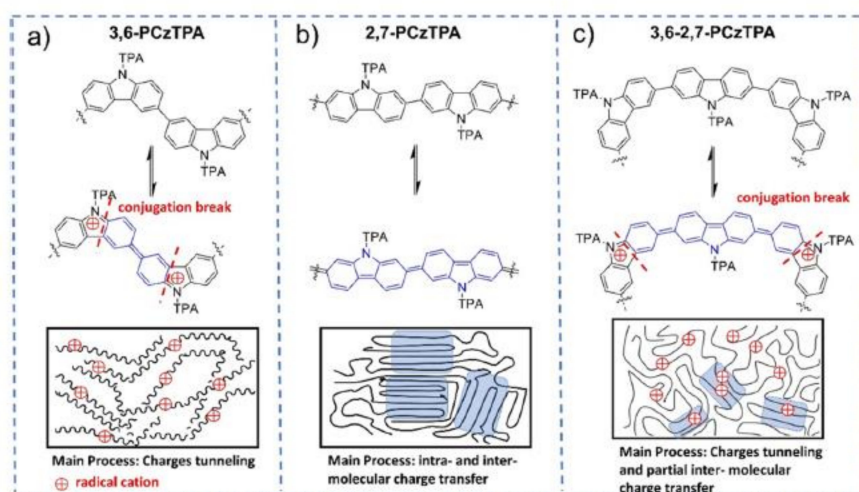 a)
3,6-PCzTPA
TPA
N
N
TPA
TPA
N
conjugation break
N
TPA
Main Process: Charges tunneling
radical cation
b)
2,7-PCzTPA
TPA
N
N
TPA
TPA
N
N
TPA
Main Process: intra- and inter-
molecular charge transfer
c)
3,6-2,7-PCzTPA
TPA-N
N
TPA
N-TPA
conjugation break
TPA-N
N
TPA
N-TPA
Main Process: Charges tunneling
and partial inter- molecular
charge transfer